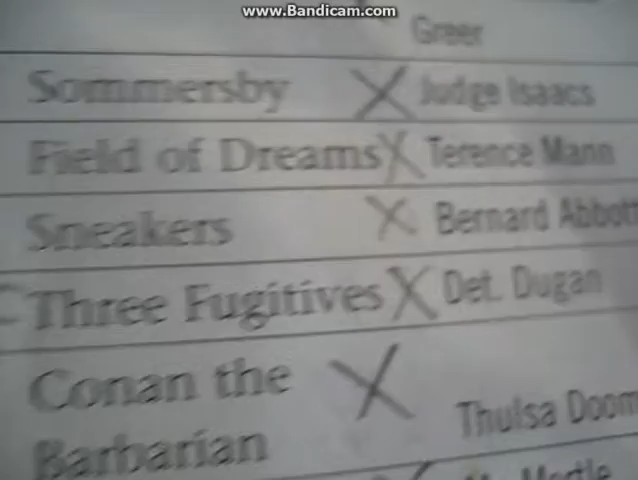 www.Bandicam.com
Greer
Sommersby X Judge Isaacs
Field of Dreams X Terence Mann
Sneakers X Bernard Abbott
Three Fugitives X Det. Dugan
Conan the X
Barbarian Thulsa Doom